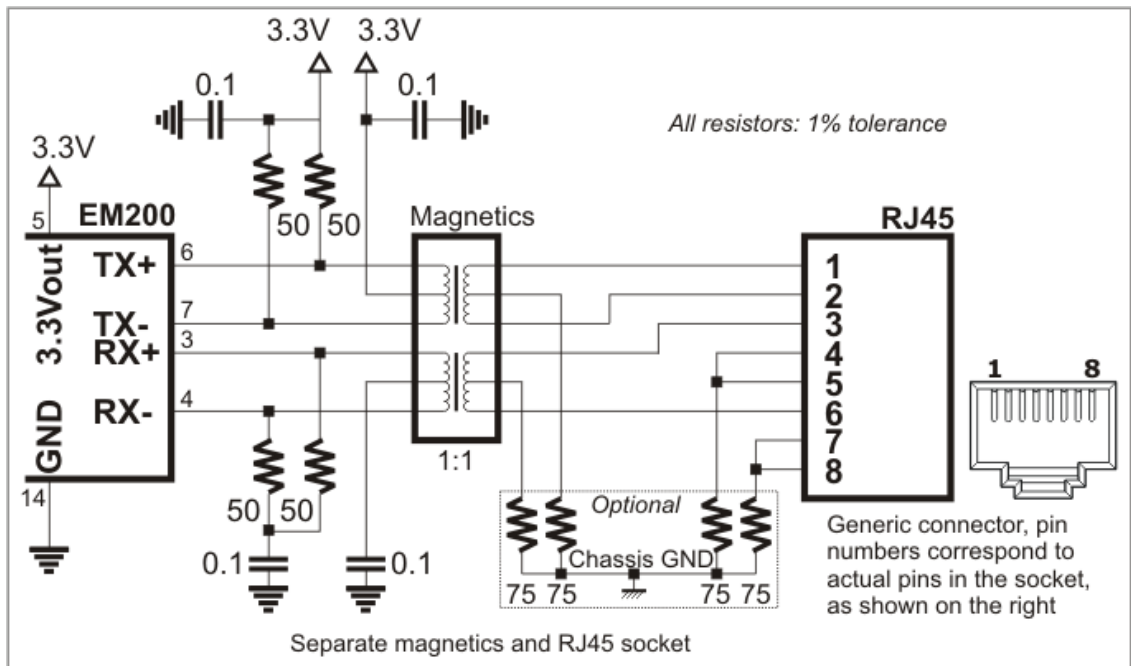 3.3V 3.3V
0.1 0.1
All resistors: 1% tolerance
3.3V
5 EM200
50 50
Magnetics
RJ45
6
TX+
7
TX-
3
RX+
4
RX-
3.3Vout
GND
14
1:1
1
2
3
4
5
6
7
8
1 8
50 50
0.1 0.1
Optional
Chassis GND
75 75 75 75
Generic connector, pin
numbers correspond to
actual pins in the socket,
as shown on the right
Separate magnetics and RJ45 socket